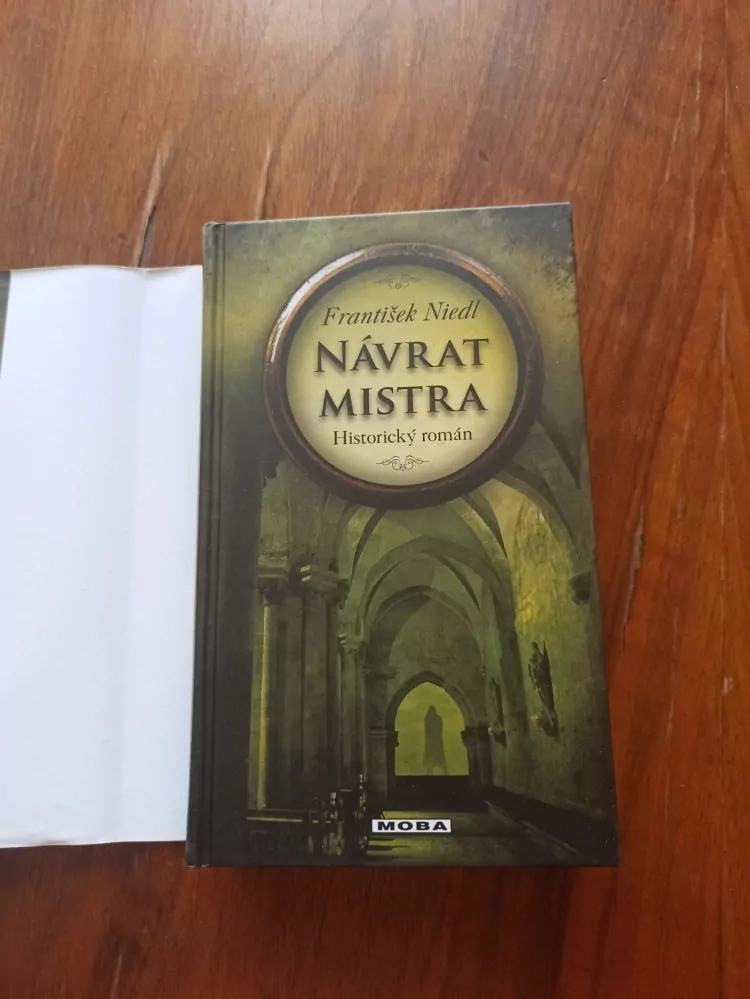 František Niedl
NÁVRAT
MISTRA
Historický román
MOBA